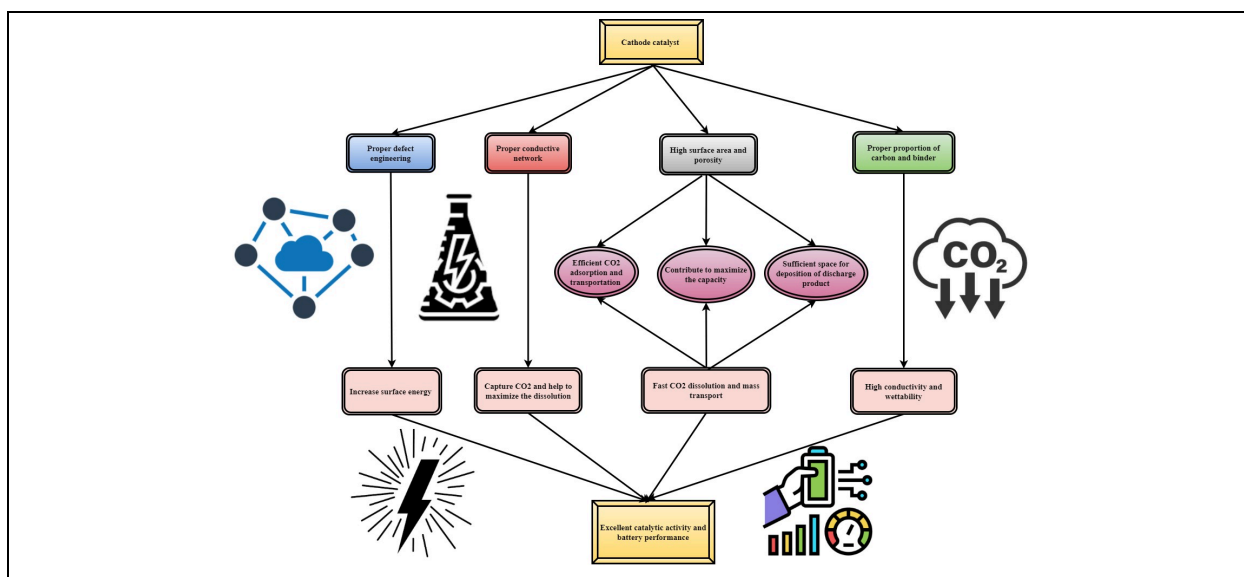 Cathode catalyst
Proper defect
engineering
Proper conductive
network
High surface area and
porosity
Proper proportion of
carbon and binder
Efficient CO2
adsorption and
transportation
Contribute to maximize
the capacity
Sufficient space for
deposition of discharge
product
CO2
Increase surface energy
Capture CO2 and help to
maximize the dissolution
Fast CO2 dissolution and mass
transport
High conductivity and
wettability
Excellent catalytic activity and
battery performance